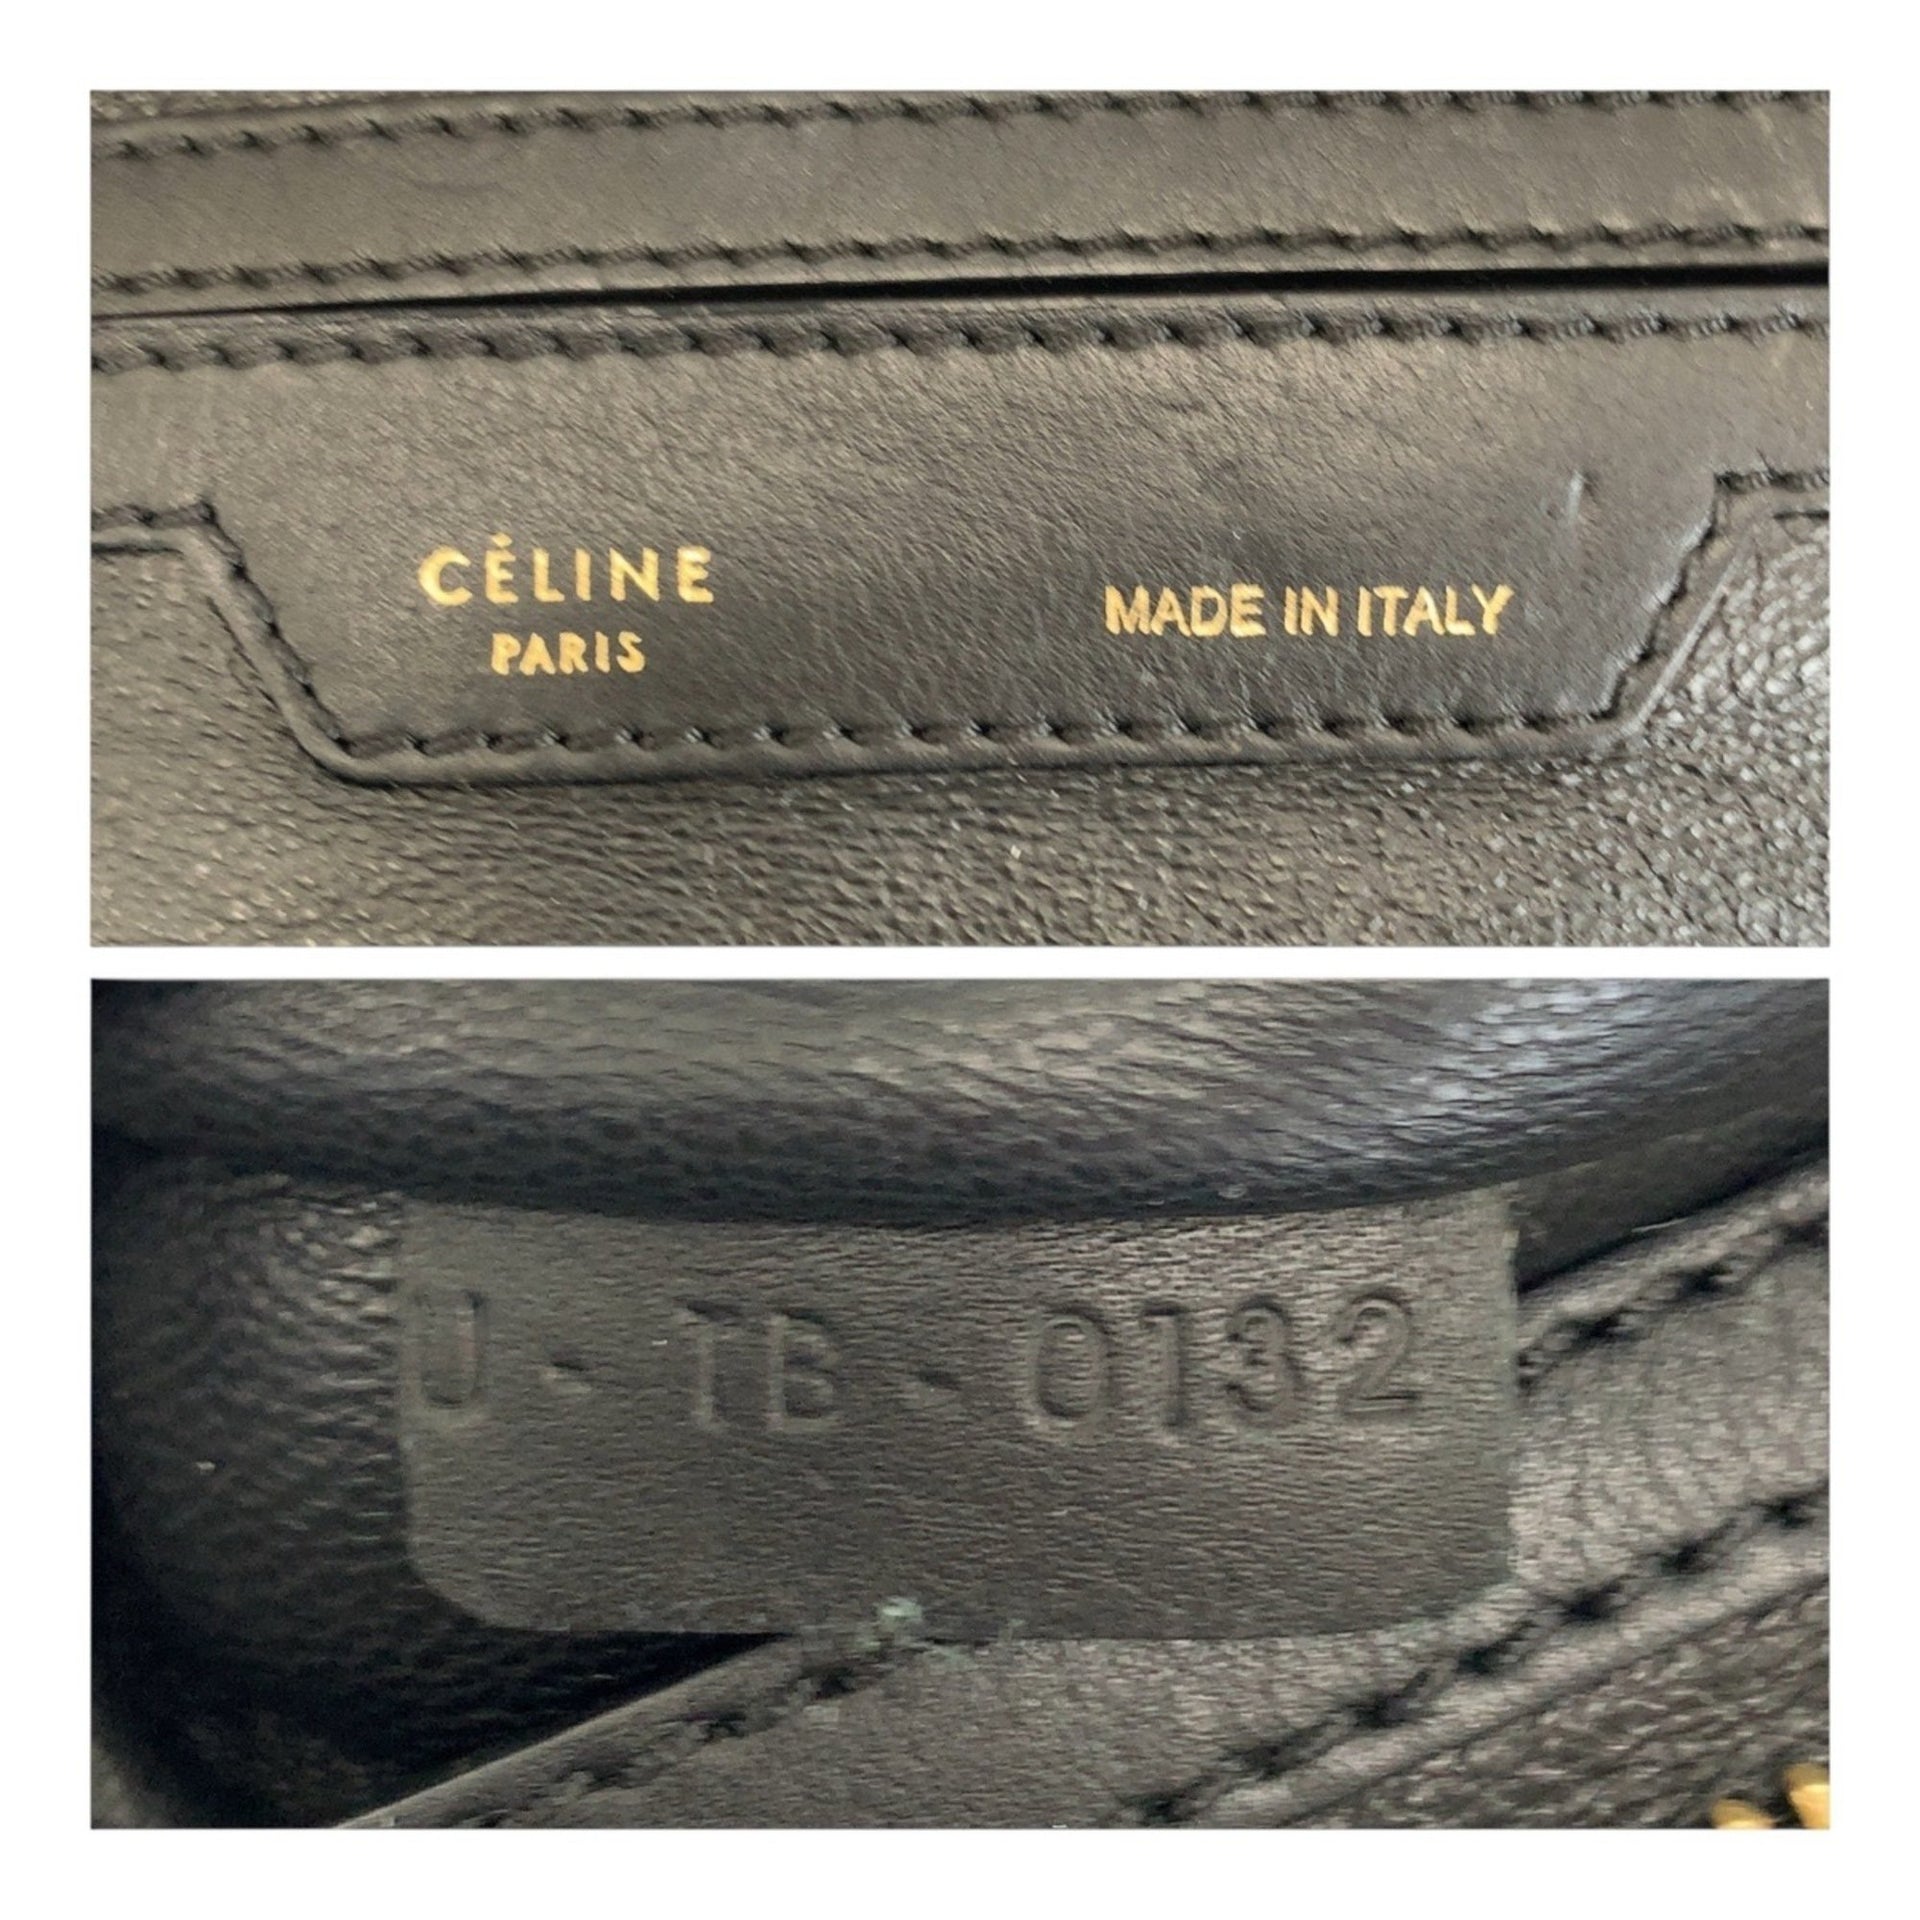 CÉLINE
PARIS
MADE IN ITALY
U-TB-0132